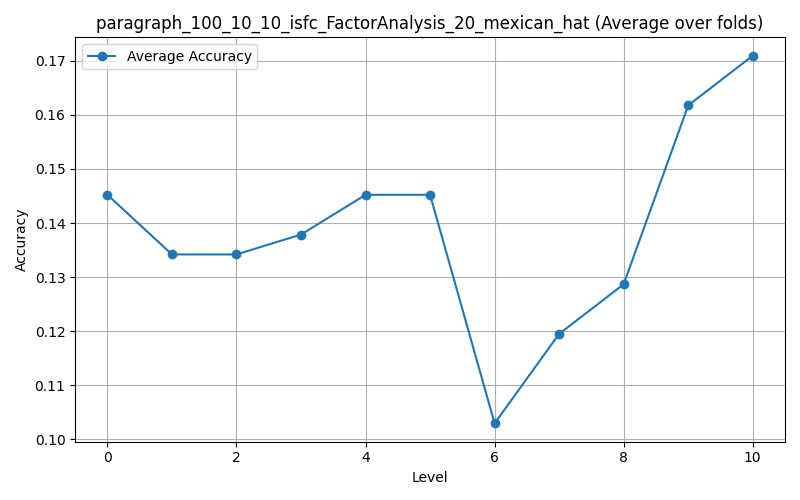 paragraph_100_10_10_isfc_FactorAnalysis_20_mexican_hat (Average over folds)
Average Accuracy
0.17
0.16
0.15
0.14
0.13
0.12
0.11
0.10
Accuracy
0 2 4 6 8 10
Level